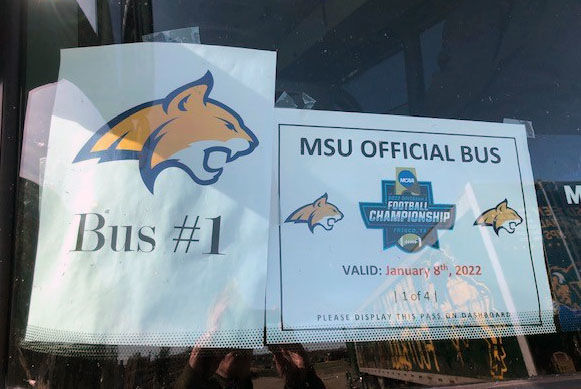 Bus #1
MSU OFFICIAL BUS
NCAA
FOOTBALL
CHAMPIONSHIP
FRISCO, TX
VALID: January 8th, 2022
| 1 of 4 |
PLEASE DISPLAY THIS PASS ON DASHBOARD
M